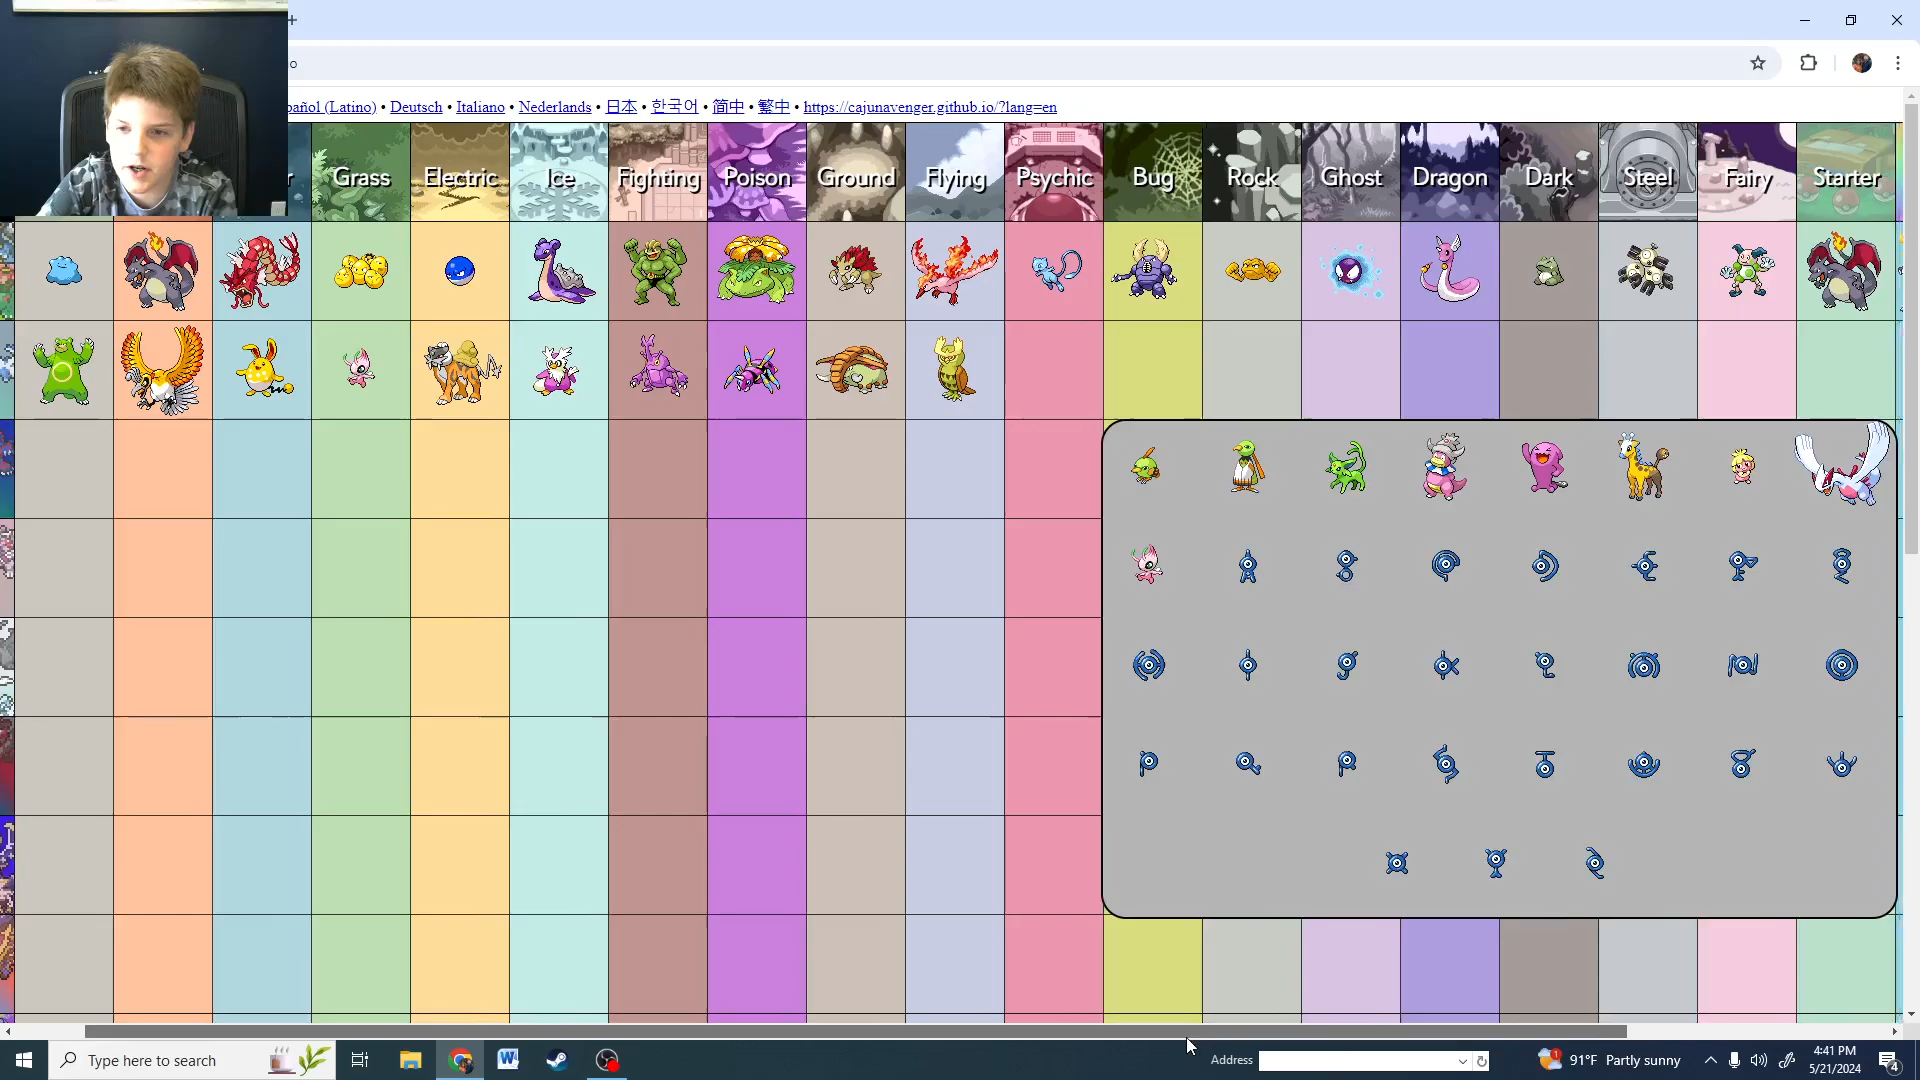 pañol (Latino) • Deutsch • Italiano • Nederlands • 日本 • 한국어 • 简中 • 繁中 • https://cajunavenger.github.io/?lang=en
Grass Electric Ice Fighting Poison Ground Flying Psychic Bug Rock Ghost Dragon Dark Steel Fairy Starter
Type here to search
Address
91°F Partly sunny
4:41 PM
5/21/2024
4